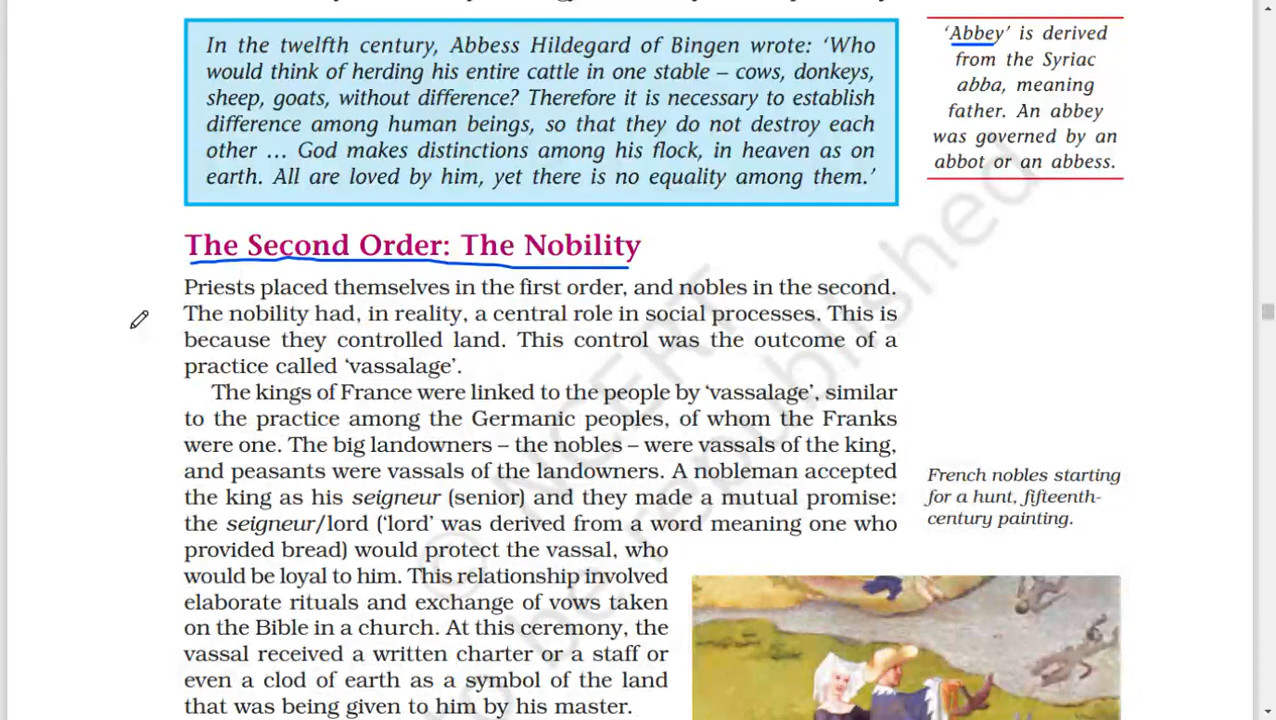 In the twelfth century, Abbess Hildegard of Bingen wrote: ‘Who
would think of herding his entire cattle in one stable – cows, donkeys,
sheep, goats, without difference? Therefore it is necessary to establish
difference among human beings, so that they do not destroy each
other … God makes distinctions among his flock, in heaven as on
earth. All are loved by him, yet there is no equality among them.’
‘Abbey’ is derived
from the Syriac
abba, meaning
father. An abbey
was governed by an
abbot or an abbess.
The Second Order: The Nobility
Priests placed themselves in the first order, and nobles in the second.
The nobility had, in reality, a central role in social processes. This is
because they controlled land. This control was the outcome of a
practice called ‘vassalage’.
The kings of France were linked to the people by ‘vassalage’, similar
to the practice among the Germanic peoples, of whom the Franks
were one. The big landowners – the nobles – were vassals of the king,
and peasants were vassals of the landowners. A nobleman accepted
the king as his seigneur (senior) and they made a mutual promise:
the seigneur/lord (‘lord’ was derived from a word meaning one who
provided bread) would protect the vassal, who
would be loyal to him. This relationship involved
elaborate rituals and exchange of vows taken
on the Bible in a church. At this ceremony, the
vassal received a written charter or a staff or
even a clod of earth as a symbol of the land
that was being given to him by his master.
French nobles starting
for a hunt, fifteenth-
century painting.
© NCERT
be republished